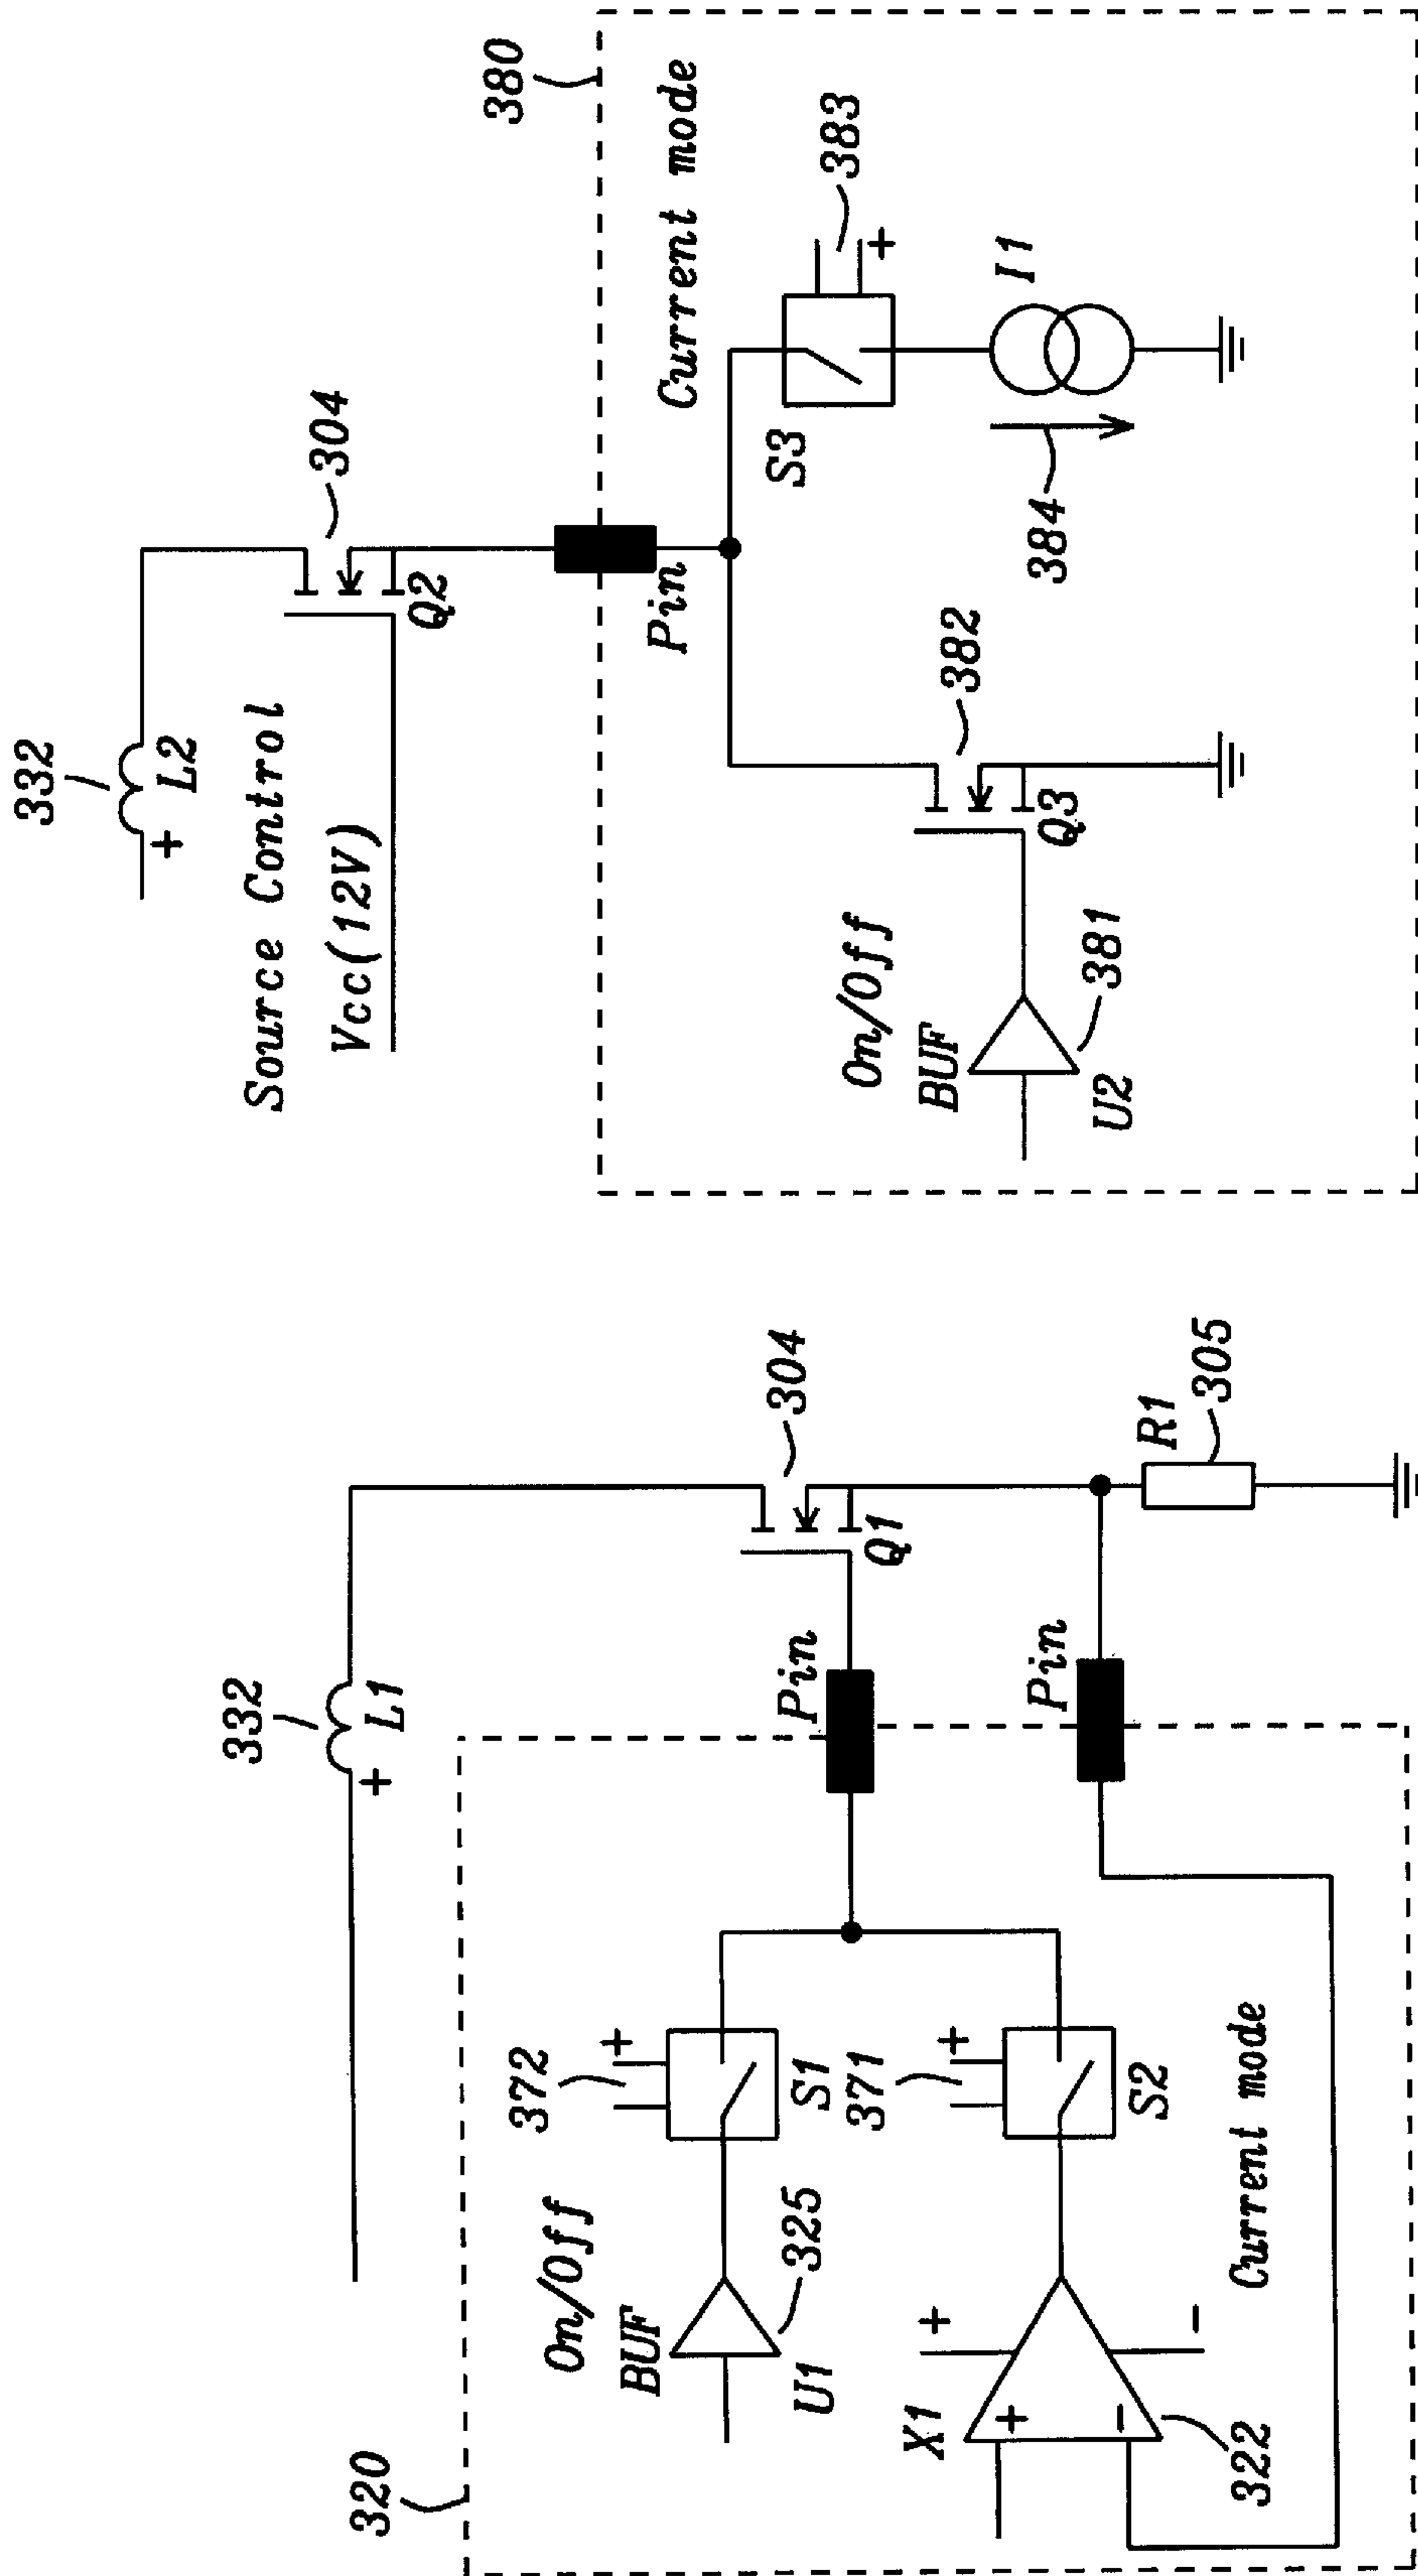 332
L2
+
304
Q2
Source Control
Vcc(12V)
380
Pin
Current mode
383
+
S3
I1
384
382
Q3
On/Off
BUF
381
U2
332
L1
+
304
Q1
Pin
Pin
R1
305
320
372
+
S1
371
+
S2
On/Off
BUF
325
U1
X1
+
-
+
-
322
Current mode